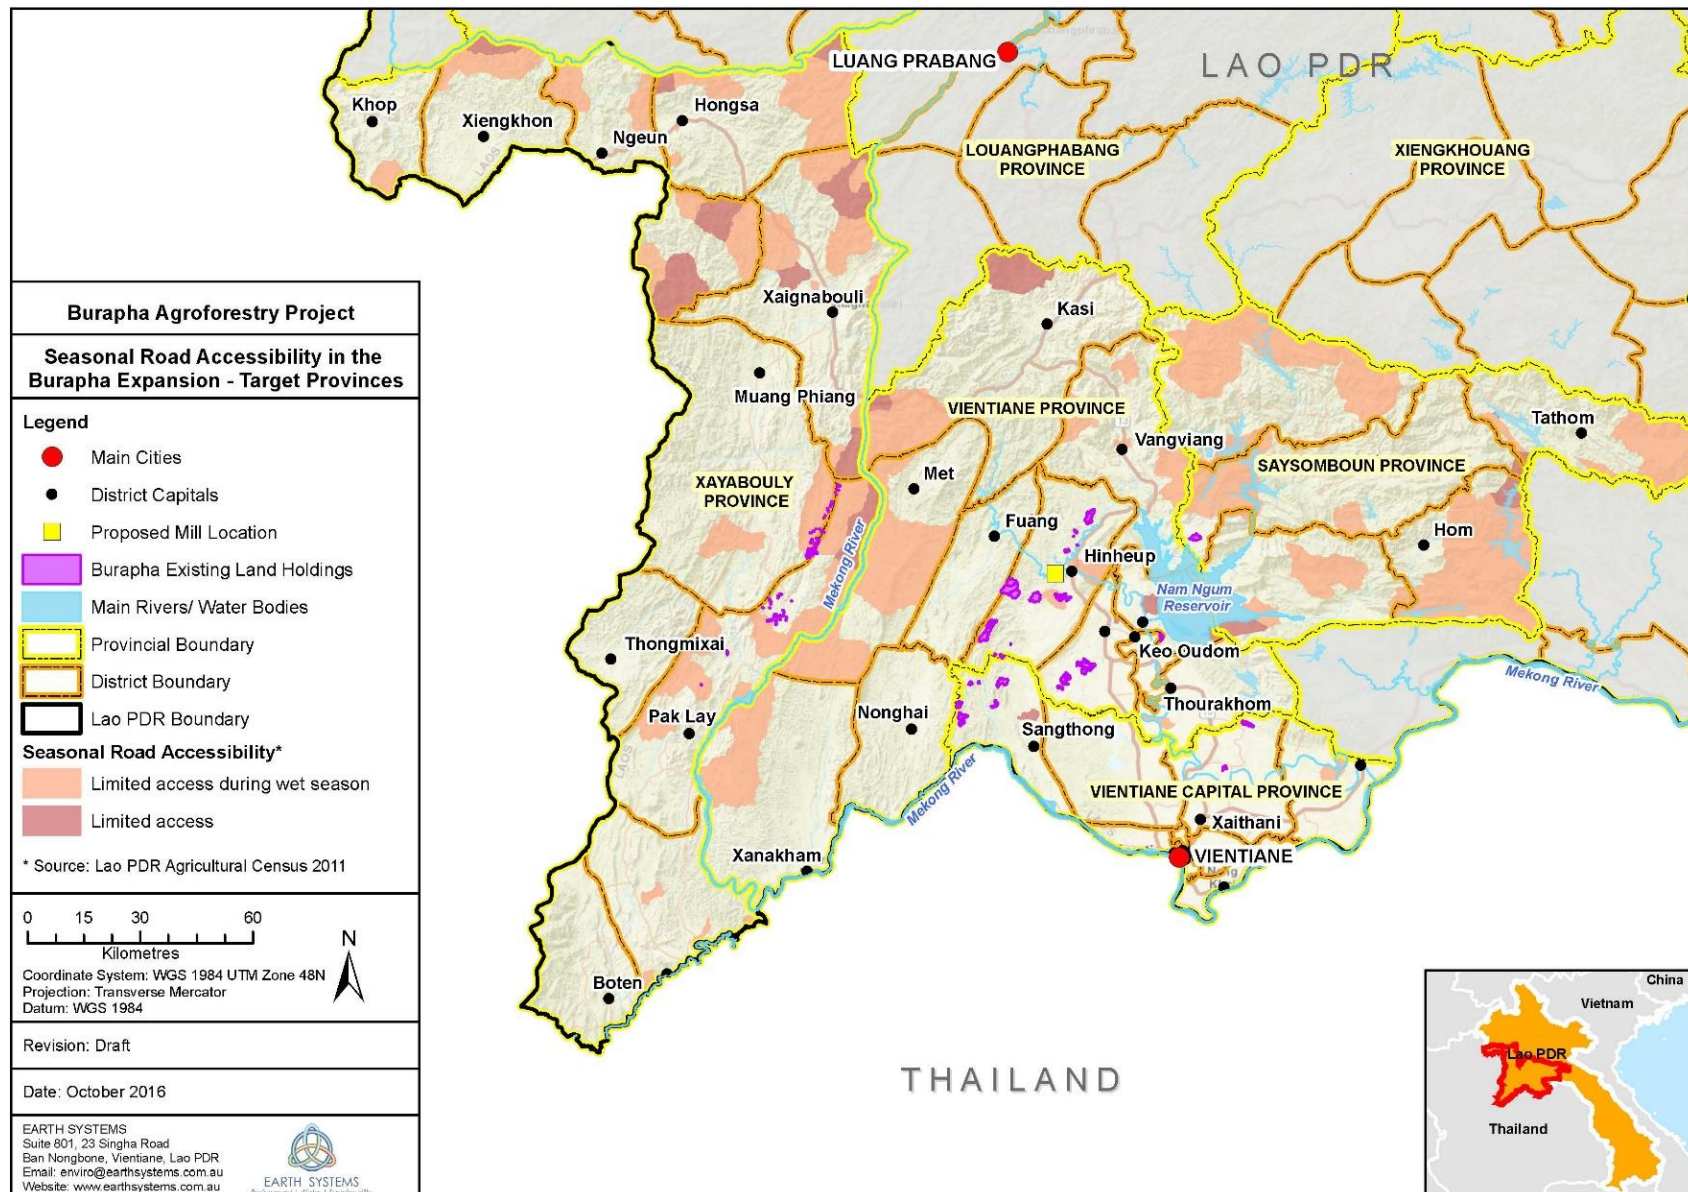 Burapha Agroforestry Project
Seasonal Road Accessibility in the
Burapha Expansion - Target Provinces
Legend
Main Cities
District Capitals
Proposed Mill Location
Burapha Existing Land Holdings
Main Rivers/ Water Bodies
Provincial Boundary
District Boundary
Lao PDR Boundary
Seasonal Road Accessibility*
Limited access during wet season
Limited access
* Source: Lao PDR Agricultural Census 2011
0 15 30 60
Kilometres
N
Coordinate System: WGS 1984 UTM Zone 48N
Projection: Transverse Mercator
Datum: WGS 1984
Revision: Draft
Date: October 2016
EARTH SYSTEMS
Suite 801, 23 Singha Road
Ban Nongbone, Vientiane, Lao PDR
Email: enviro@earthsystems.com.au
Website: www.earthsystems.com.au
EARTH SYSTEMS
LUANG PRABANG
LAO PDR
Khop
Xiengkhon
Ngeun
Hongsa
LAOS
LOUANGPHABANG
PROVINCE
XIENGKHOUANG
PROVINCE
Xaignabouli
Kasi
Muang Phiang
VIENTIANE PROVINCE
13
Vangviang
Tathom
SAYSOMBOUN PROVINCE
XAYABOULY
PROVINCE
Met
Fuang
Hom
Hinheup
Mekong River
Nam Ngum
Reservoir
Thongmixai
Keo Oudom
Mekong River
Thourakhom
Pak Lay
Nonghai
Sangthong
LAOS
Mekong River
VIENTIANE CAPITAL PROVINCE
Xaithani
Xanakham
VIENTIANE
Boten
THAILAND
China
Vietnam
Lao PDR
Thailand